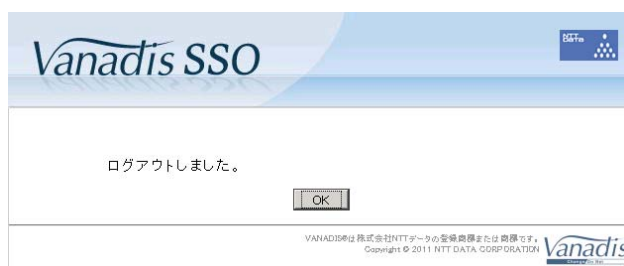 Vanadis SSO
NTT DATA
ログアウトしました。
OK
VANADIS®は株式会社NTTデータの登録商標または商標です。
Copyright © 2011 NTT DATA CORPORATION
Vanadis